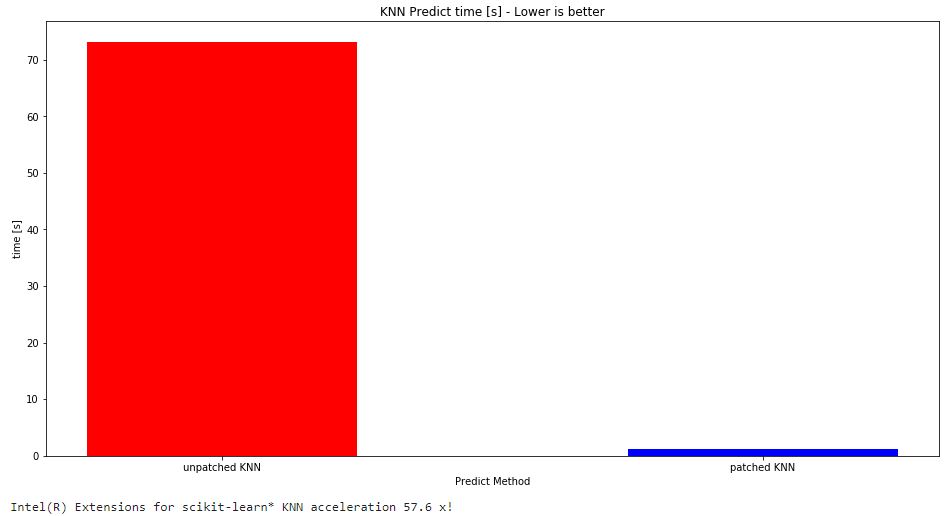 KNN Predict time [s] - Lower is better
time [s]
70
60
50
40
30
20
10
0
unpatched KNN
patched KNN
Predict Method
Intel(R) Extensions for scikit-learn* KNN acceleration 57.6 x!